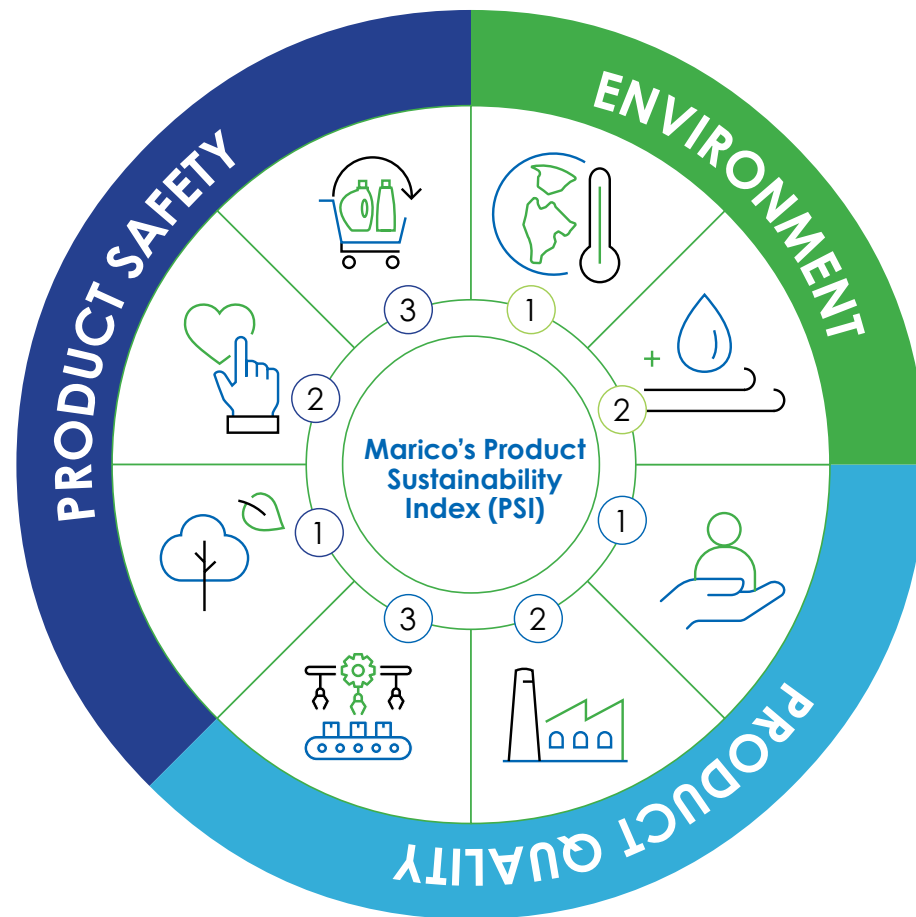 PRODUCT SAFETY
ENVIRONMENT
PRODUCT QUALITY
Marico's Product
Sustainability
Index (PSI)
1
2
1
2
3
1
2
3